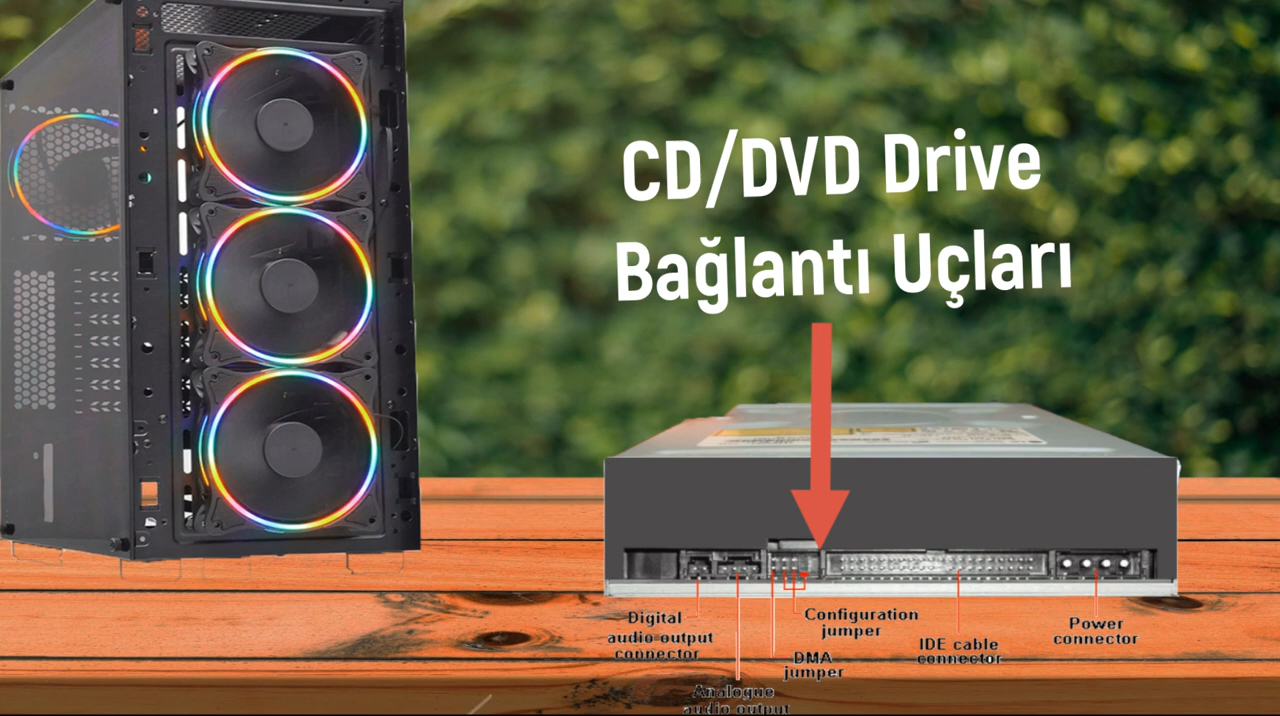 CD/DVD Drive
Bağlantı Uçları
Digital
audio output
connector
Analogue
audio output
DMA
jumper
Configuration
jumper
IDE cable
connector
Power
connector